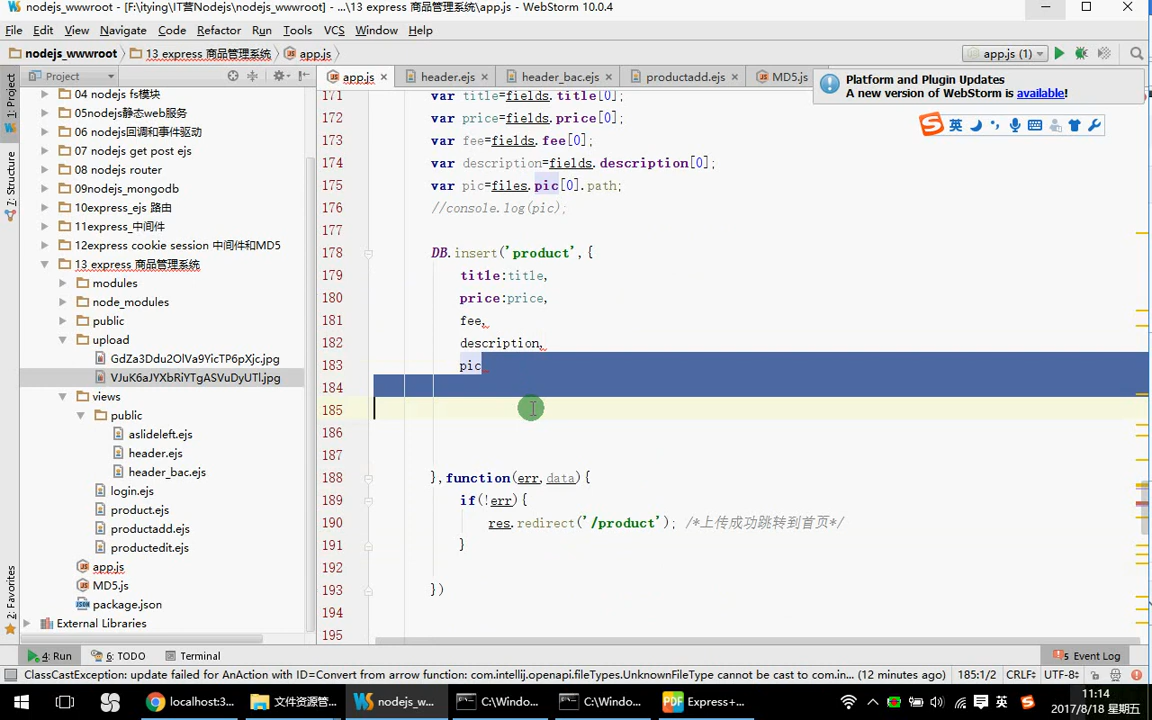 nodejs_wwwroot - [F:\itying\IT营Nodejs\nodejs_wwwroot] - ...\13 express 商品管理系统\app.js - WebStorm 10.0.4
File Edit View Navigate Code Refactor Run Tools VCS Window Help
nodejs_wwwroot 13 express 商品管理系统 app.js app.js (1)
Project app.js header.ejs header_bac.ejs productadd.ejs MD5.js
Platform and Plugin Updates
A new version of WebStorm is available!
英
1: Project
7: Structure
2: Favorites
04 nodejs fs模块
05nodejs静态web服务
06 nodejs回调和事件驱动
07 nodejs get post ejs
08 nodejs router
09nodejs_mongodb
10express_ejs 路由
11express_中间件
12express cookie session 中间件和MD5
13 express 商品管理系统
modules
node_modules
public
upload
GdZa3Ddu2OlVa9YicTP6pXjc.jpg
VJuK6aJYXbRiYTgASVuDyUTl.jpg
views
public
aslideleft.ejs
header.ejs
header_bac.ejs
login.ejs
product.ejs
productadd.ejs
productedit.ejs
app.js
MD5.js
package.json
External Libraries
171 var title=fields.title[0];
172 var price=fields.price[0];
173 var fee=fields.fee[0];
174 var description=fields.description[0];
175 var pic=files.pic[0].path;
176 //console.log(pic);
177
178 DB.insert('product',{
179 title:title,
180 price:price,
181 fee,
182 description,
183 pic
184
185
186
187
188 },function(err,data){
189 if(!err){
190 res.redirect('/product'); /*上传成功跳转到首页*/
191 }
192
193 })
194
195
4: Run 6: TODO Terminal 5 Event Log
ClassCastException: update failed for AnAction with ID=Convert from arrow function: com.intellij.openapi.fileTypes.UnknownFileType cannot be cast to com.in... (12 minutes ago) 185:1/2 CRLF: UTF-8:
localhost:3... 文件资源管... nodejs_w... C:\Windo... C:\Windo... Express+... 英 11:14
2017/8/18 星期五